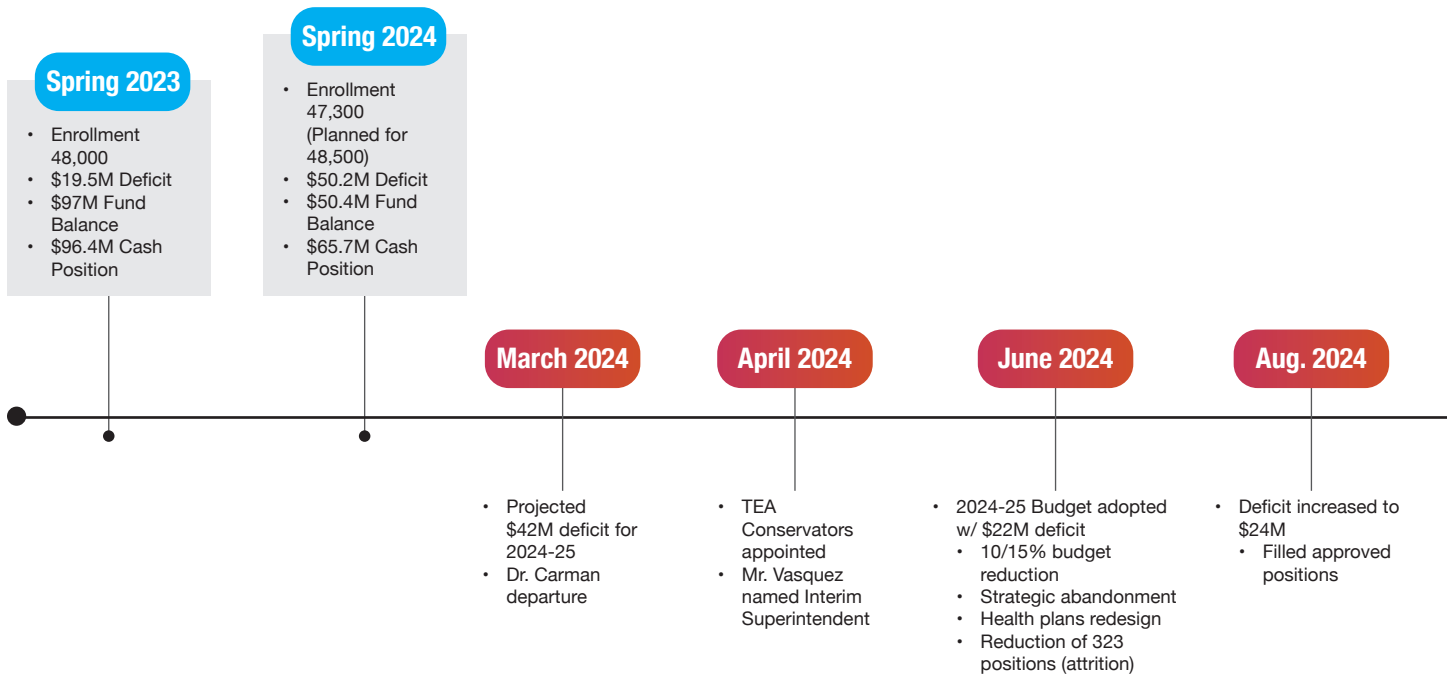 Spring 2023
• Enrollment
48,000
• $19.5M Deficit
• $97M Fund
Balance
• $96.4M Cash
Position
Spring 2024
• Enrollment
47,300
(Planned for
48,500)
• $50.2M Deficit
• $50.4M Fund
Balance
• $65.7M Cash
Position
March 2024
• Projected
$42M deficit for
2024-25
• Dr. Carman
departure
April 2024
• TEA
Conservators
appointed
• Mr. Vasquez
named Interim
Superintendent
June 2024
• 2024-25 Budget adopted
w/ $22M deficit
• 10/15% budget
reduction
• Strategic abandonment
• Health plans redesign
• Reduction of 323
positions (attrition)
Aug. 2024
• Deficit increased to
$24M
• Filled approved
positions